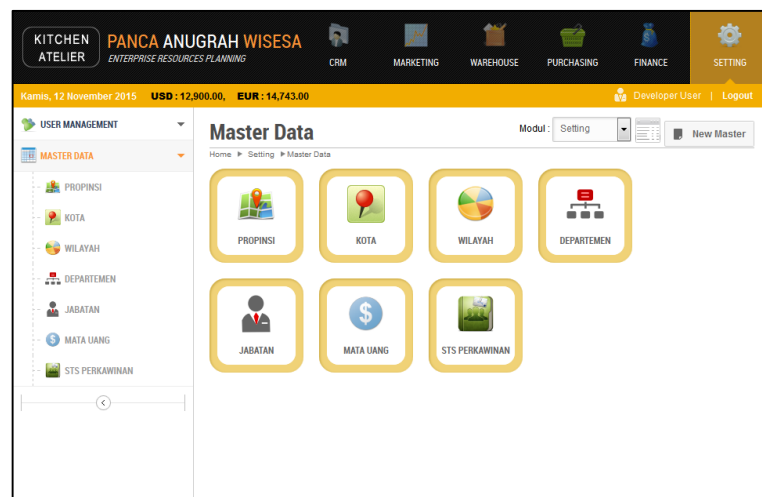 KITCHEN
ATELIER
PANCA ANUGRAH WISESA
ENTERPRISE RESOURCES PLANNING
CRM
MARKETING
WAREHOUSE
PURCHASING
FINANCE
SETTING
Kamis, 12 November 2015 USD : 12,900.00, EUR : 14,743.00
Developer User | Logout
USER MANAGEMENT
MASTER DATA
PROPINSI
KOTA
WILAYAH
DEPARTEMEN
JABATAN
MATA UANG
STS PERKAWINAN
Master Data
Modul : Setting
New Master
Home Setting Master Data
PROPINSI
KOTA
WILAYAH
DEPARTEMEN
JABATAN
MATA UANG
STS PERKAWINAN